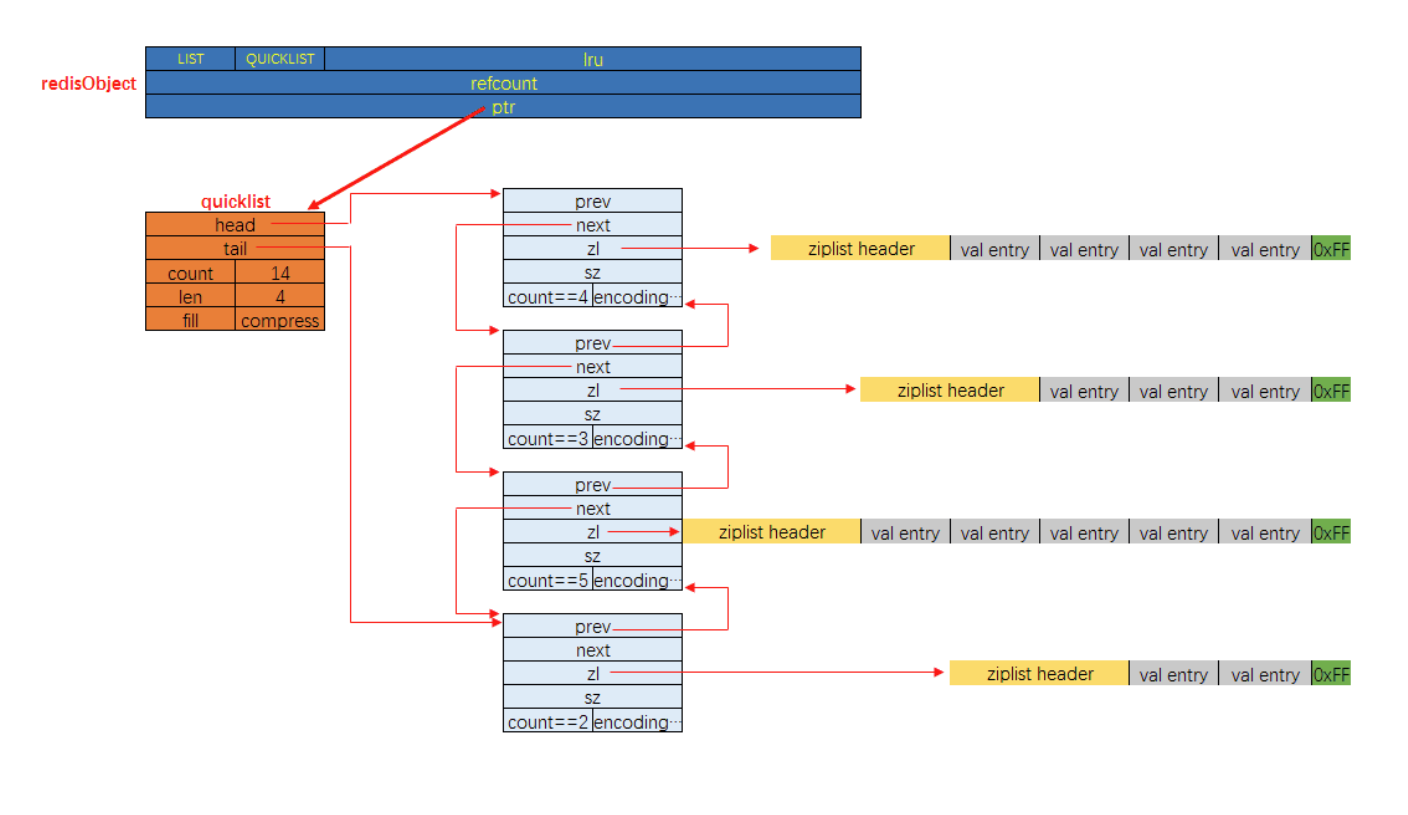 LIST QUICKLIST lru
redisObject refcount
ptr
quicklist
head
tail
count 14
len 4
fill compress
prev
next
zl
sz
count==4 encoding…
ziplist header val entry val entry val entry val entry 0xFF
prev
next
zl
sz
count==3 encoding…
ziplist header val entry val entry val entry 0xFF
prev
next
zl
sz
count==5 encoding…
ziplist header val entry val entry val entry val entry val entry 0xFF
prev
next
zl
sz
count==2 encoding…
ziplist header val entry val entry 0xFF